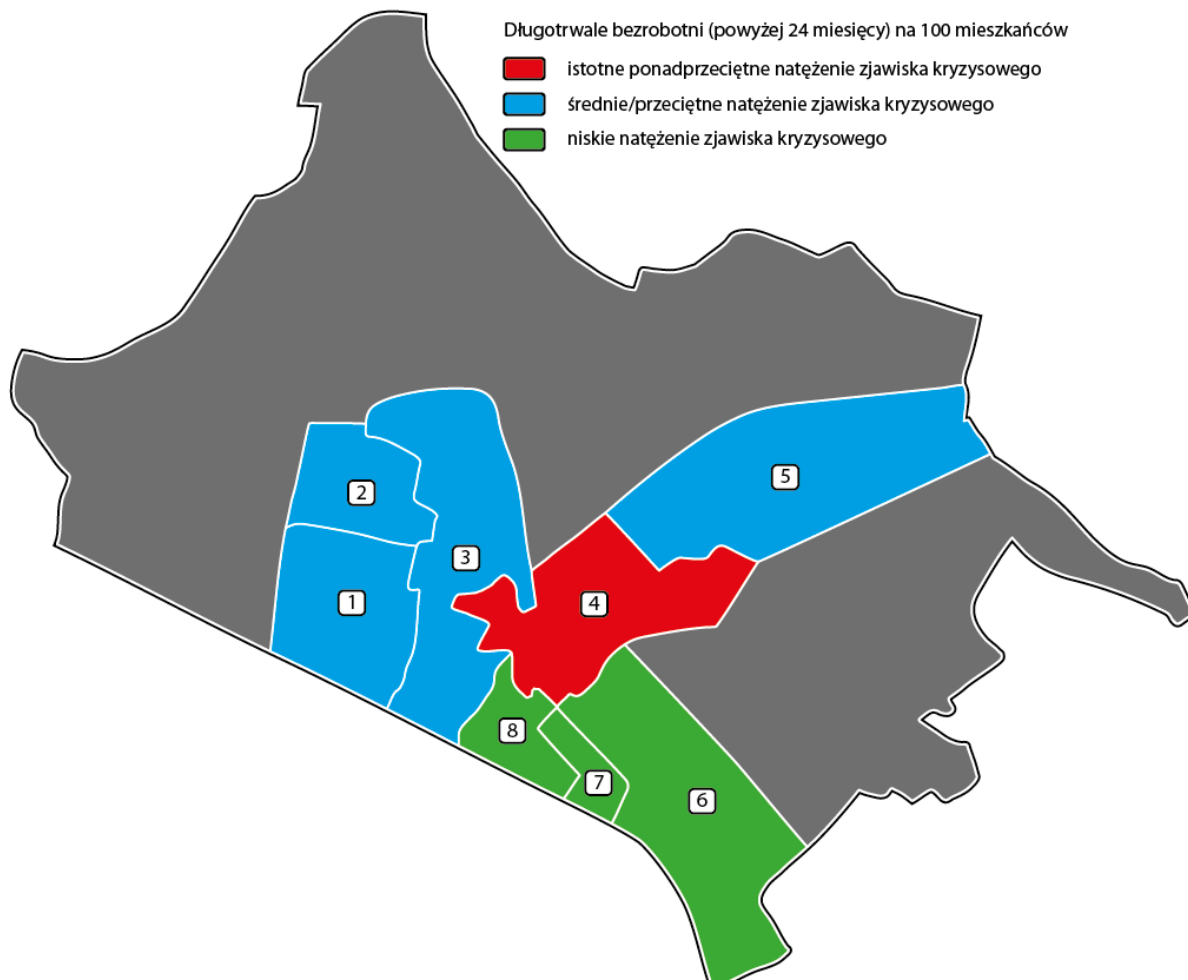 Długotrwale bezrobotni (powyżej 24 miesięcy) na 100 mieszkańców
istotne ponadprzeciętne natężenie zjawiska kryzysowego
średnie/przeciętne natężenie zjawiska kryzysowego
niskie natężenie zjawiska kryzysowego
5
2
3
1
4
8
7
6